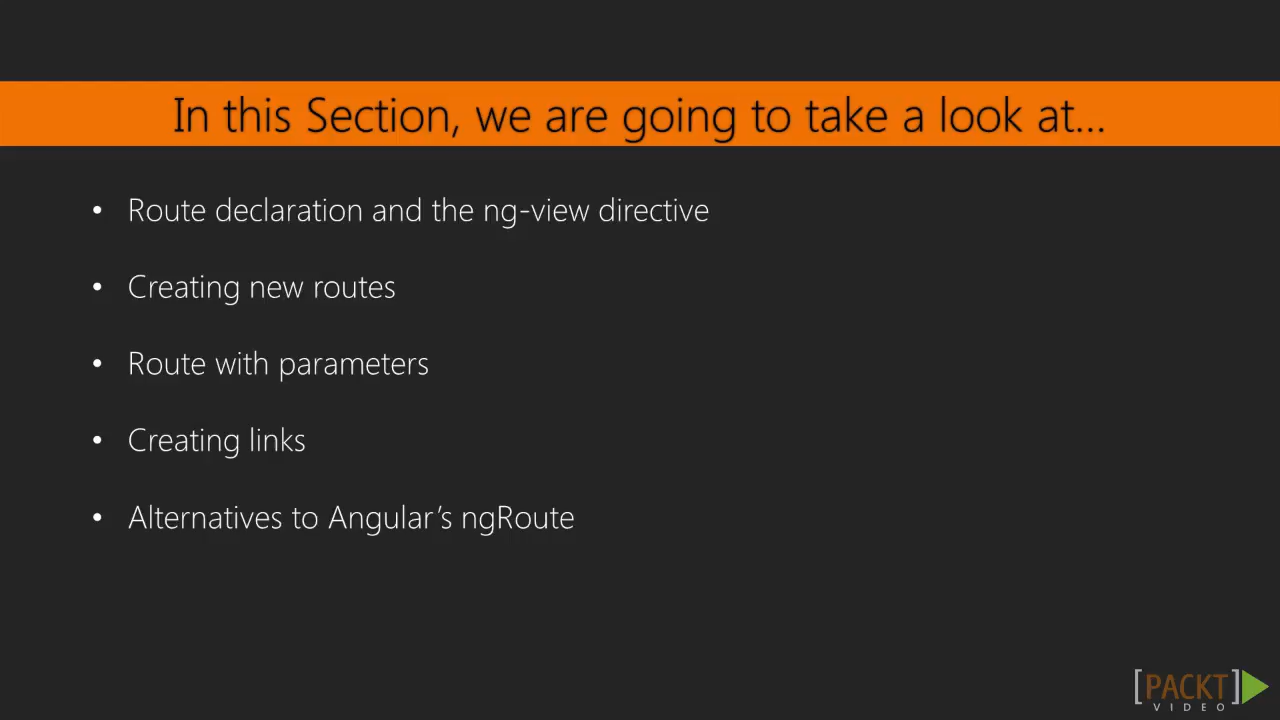 In this Section, we are going to take a look at...
• Route declaration and the ng-view directive
• Creating new routes
• Route with parameters
• Creating links
• Alternatives to Angular's ngRoute
[PACKT]
VIDEO